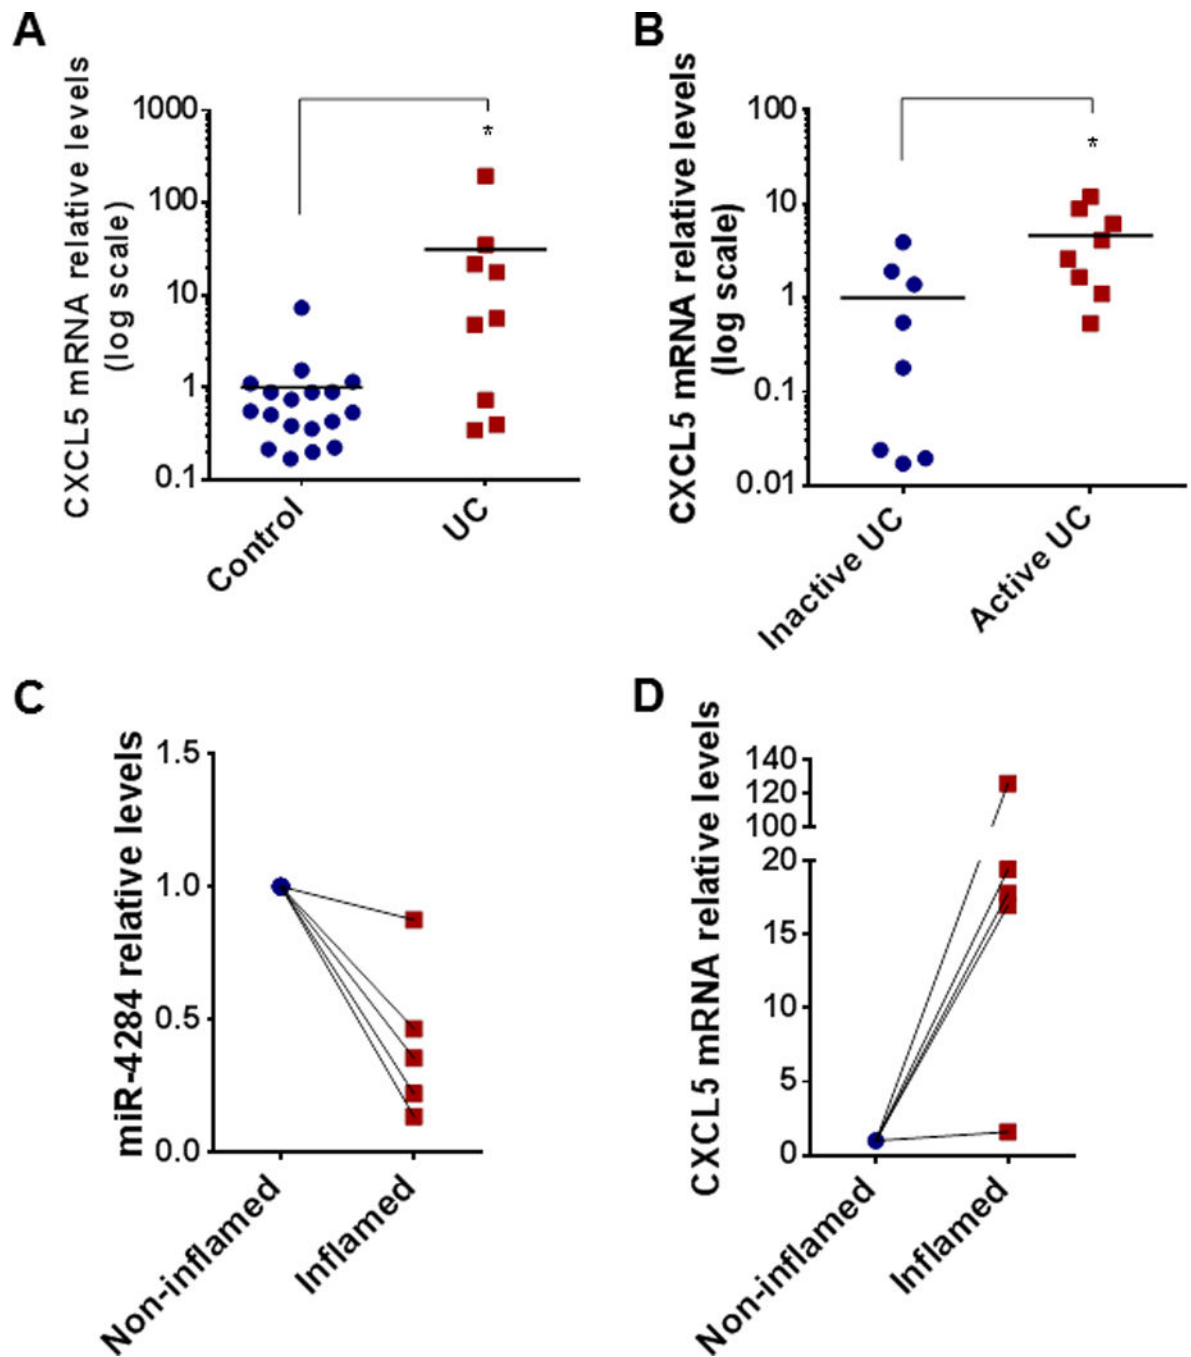 A
CXCL5 mRNA relative levels
(log scale)
1000
100
10
1
0.1
*
Control
UC
B
CXCL5 mRNA relative levels
(log scale)
100
10
1
0.1
0.01
*
Inactive UC
Active UC
C
miR-4284 relative levels
1.5
1.0
0.5
0.0
Non-inflamed
Inflamed
D
CXCL5 mRNA relative levels
140
120
100
20
15
10
5
0
Non-inflamed
Inflamed